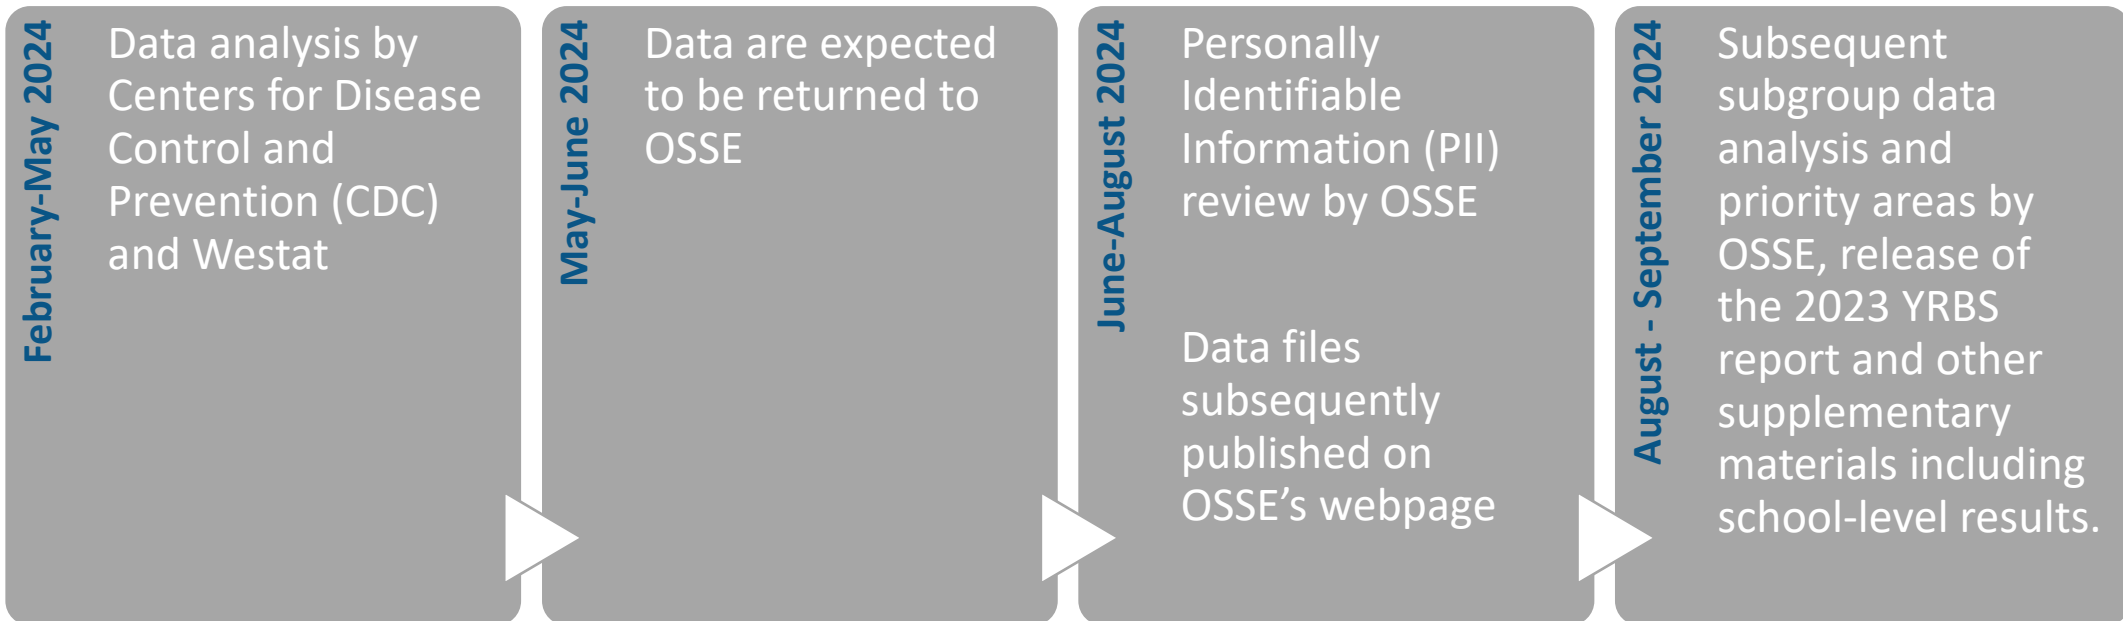 February-May 2024
Data analysis by
Centers for Disease
Control and
Prevention (CDC)
and Westat
May-June 2024
Data are expected
to be returned to
OSSE
June-August 2024
Personally
Identifiable
Information (PII)
review by OSSE
Data files
subsequently
published on
OSSE’s webpage
August - September 2024
Subsequent
subgroup data
analysis and
priority areas by
OSSE, release of
the 2023 YRBS
report and other
supplementary
materials including
school-level results.